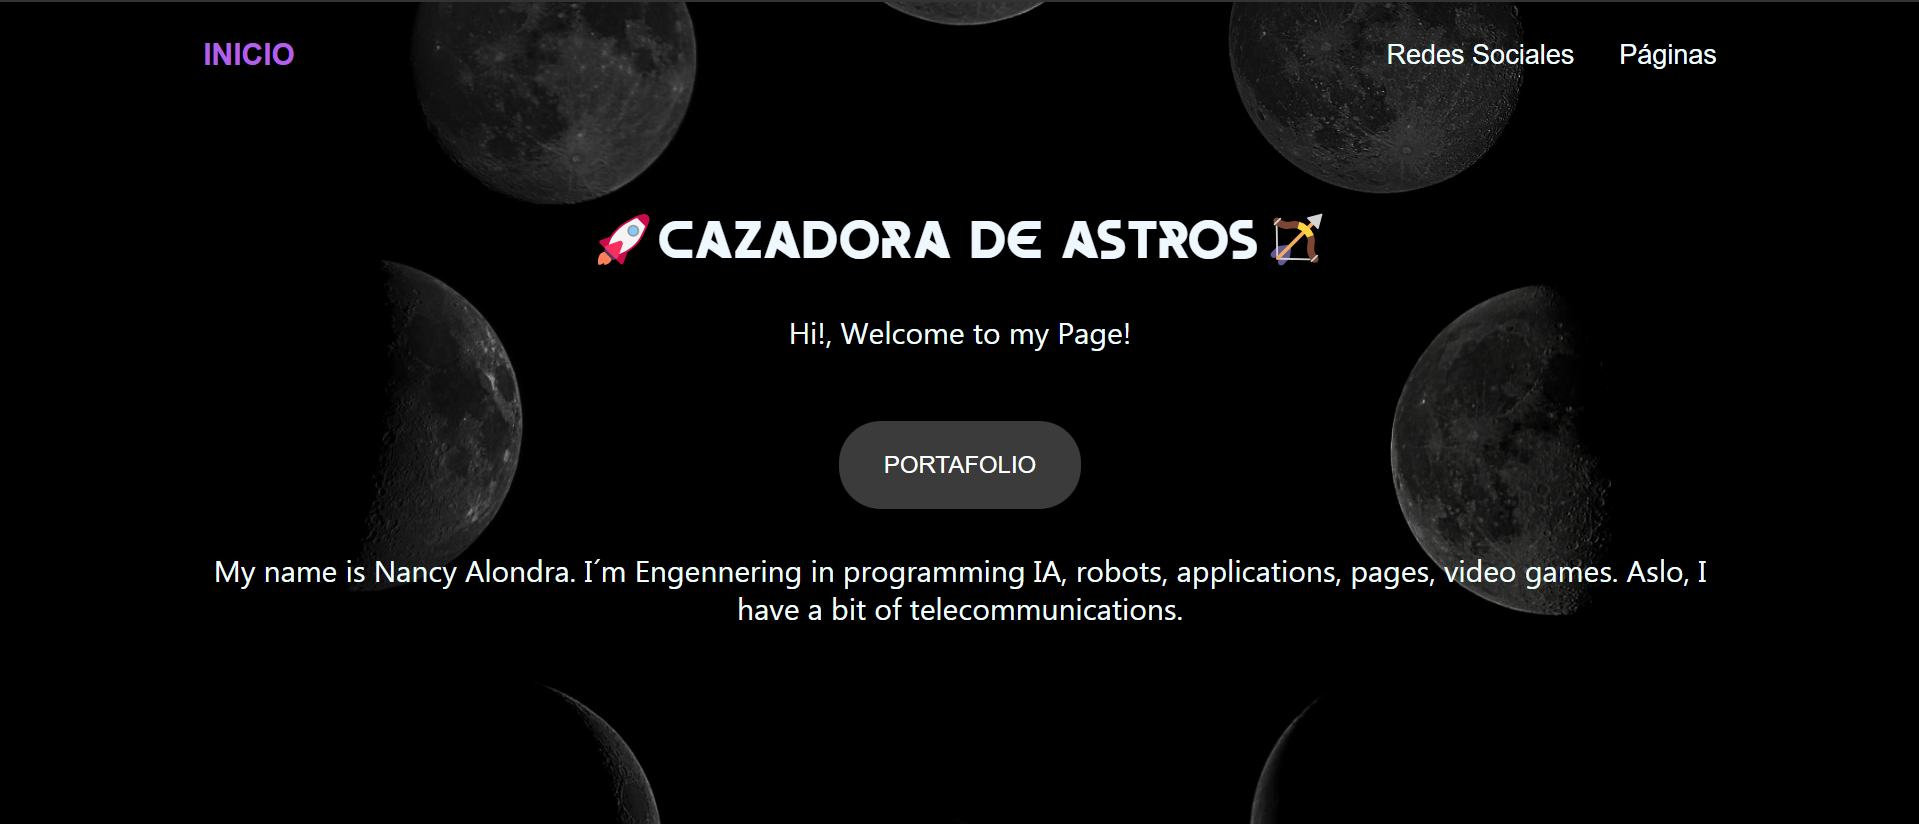 INICIO
Redes Sociales
Páginas
🚀CAZADORA DE ASTROS🏹
Hi!, Welcome to my Page!
PORTAFOLIO
My name is Nancy Alondra. I´m Engennering in programming IA, robots, applications, pages, video games. Aslo, I
have a bit of telecommunications.